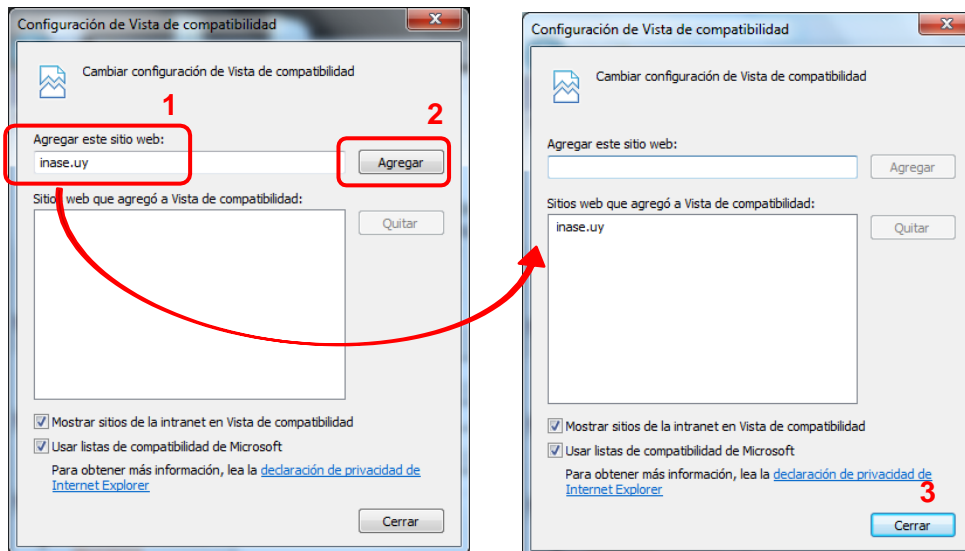 Configuración de Vista de compatibilidad
Cambiar configuración de Vista de compatibilidad
1
2
Agregar este sitio web:
inase.uy
Agregar
Sitios web que agregó a Vista de compatibilidad:
Quitar
Mostrar sitios de la intranet en Vista de compatibilidad
Usar listas de compatibilidad de Microsoft
Para obtener más información, lea la declaración de privacidad de
Internet Explorer
Cerrar
Configuración de Vista de compatibilidad
Cambiar configuración de Vista de compatibilidad
Agregar este sitio web:
Agregar
Sitios web que agregó a Vista de compatibilidad:
inase.uy
Quitar
Mostrar sitios de la intranet en Vista de compatibilidad
Usar listas de compatibilidad de Microsoft
Para obtener más información, lea la declaración de privacidad de
Internet Explorer
3
Cerrar